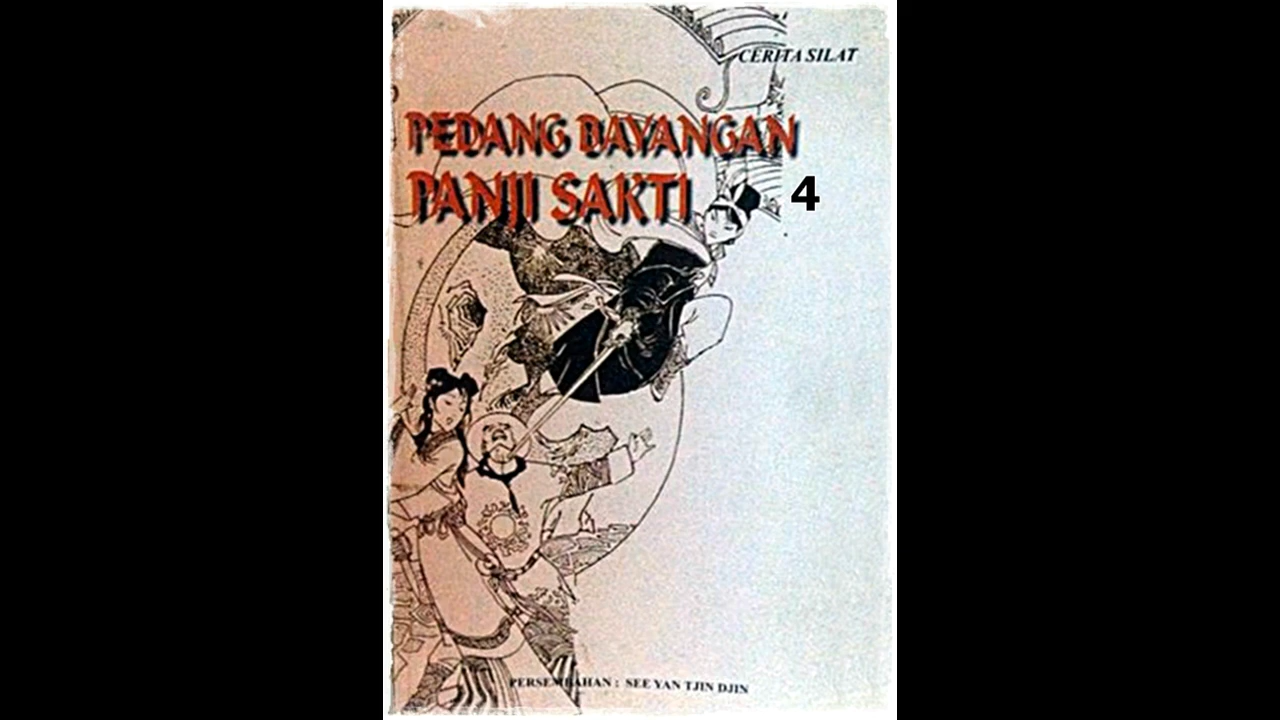 CERITA SILAT
PEDANG BAYANGAN
PANJI SAKTI
4
PERSEMBAHAN : SEE YAN TJIN DJIN